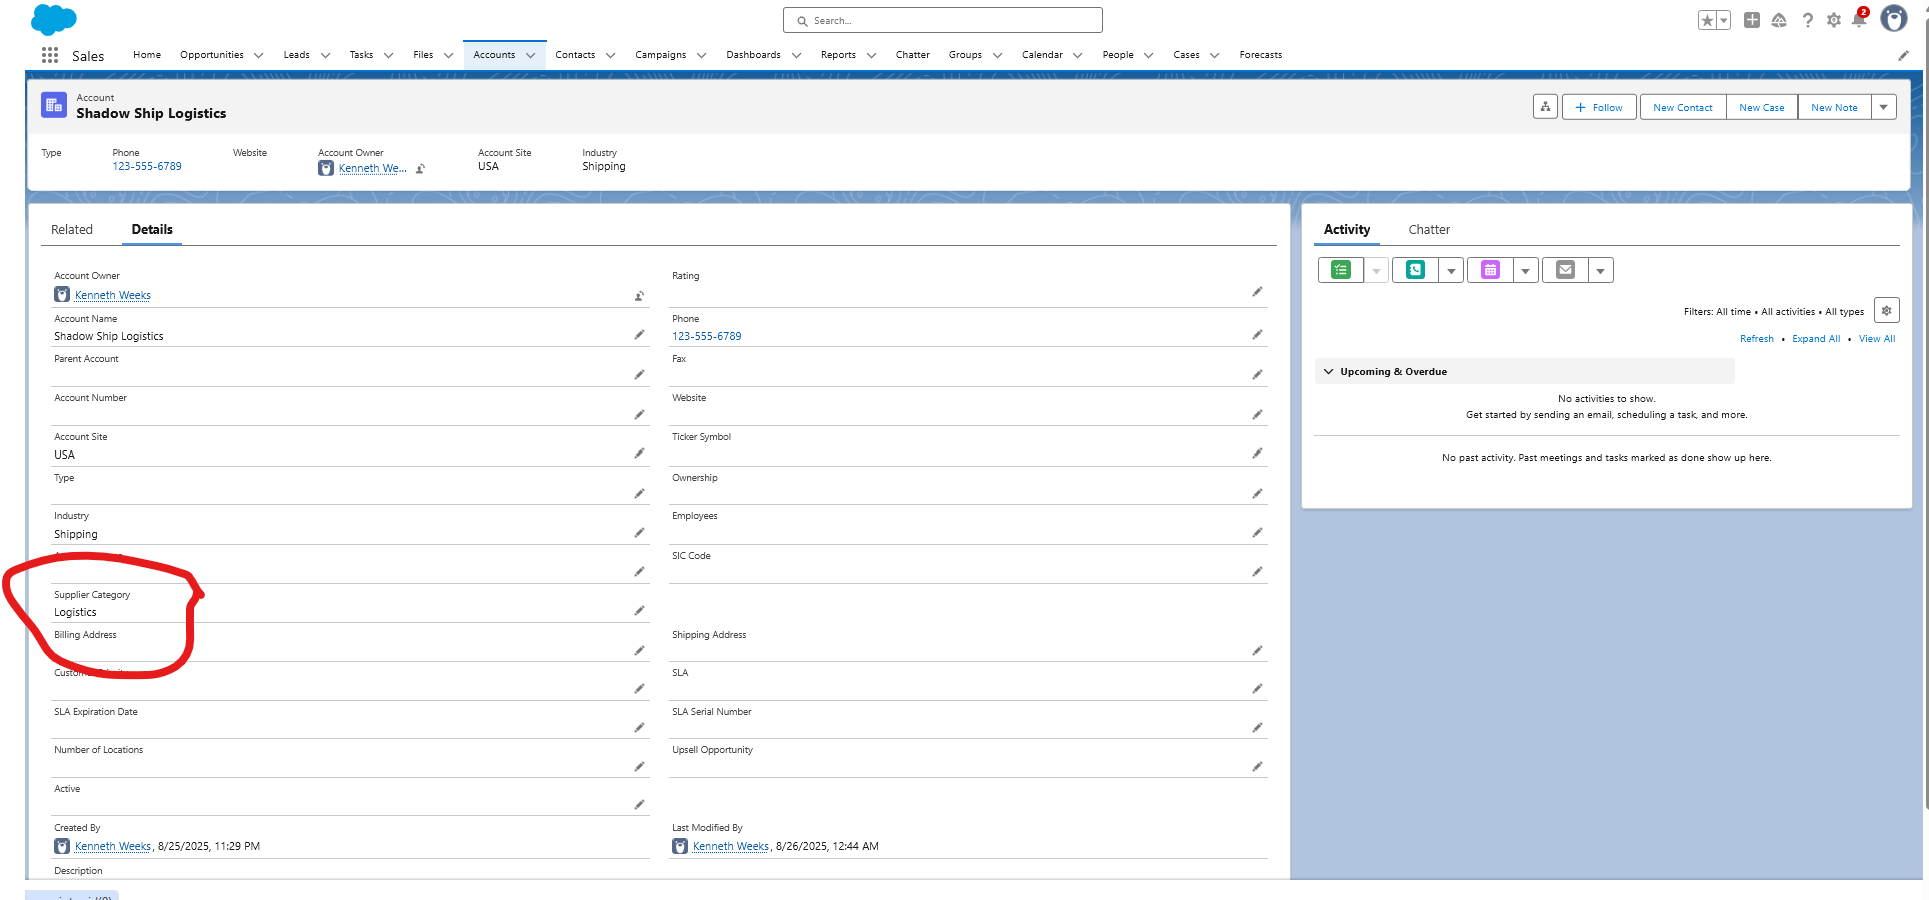 Search...
2
Sales
Home Opportunities Leads Tasks Files Accounts Contacts Campaigns Dashboards Reports Chatter Groups Calendar People Cases Forecasts
Account
Shadow Ship Logistics
Follow New Contact New Case New Note
Type Phone Website Account Owner Account Site Industry
123-555-6789 Kenneth We... USA Shipping
Related Details
Account Owner
Kenneth Weeks
Rating
Account Name
Shadow Ship Logistics
Phone
123-555-6789
Parent Account
Fax
Account Number
Website
Account Site
USA
Ticker Symbol
Type
Ownership
Industry
Shipping
Employees
SIC Code
Supplier Category
Logistics
Billing Address
Shipping Address
SLA
SLA Expiration Date
SLA Serial Number
Number of Locations
Upsell Opportunity
Active
Created By
Kenneth Weeks, 8/25/2025, 11:29 PM
Last Modified By
Kenneth Weeks, 8/26/2025, 12:44 AM
Description
Activity Chatter
Filters: All time • All activities • All types
Refresh • Expand All • View All
Upcoming & Overdue
No activities to show.
Get started by sending an email, scheduling a task, and more.
No past activity. Past meetings and tasks marked as done show up here.